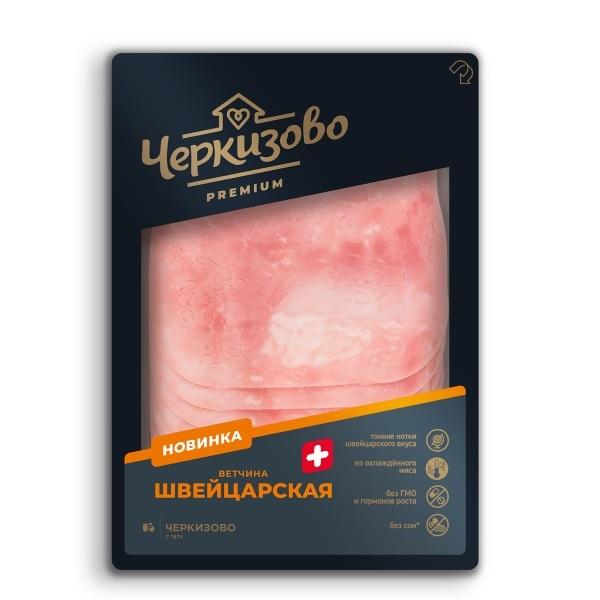 Черкизово
PREMIUM
НОВИНКА
ВЕТЧИНА
ШВЕЙЦАРСКАЯ
ЧЕРКИЗОВО
С 1974
тонкие нотки
швейцарского вкуса
из охлаждённого
мяса
без ГМО
и гормонов роста
без сои*